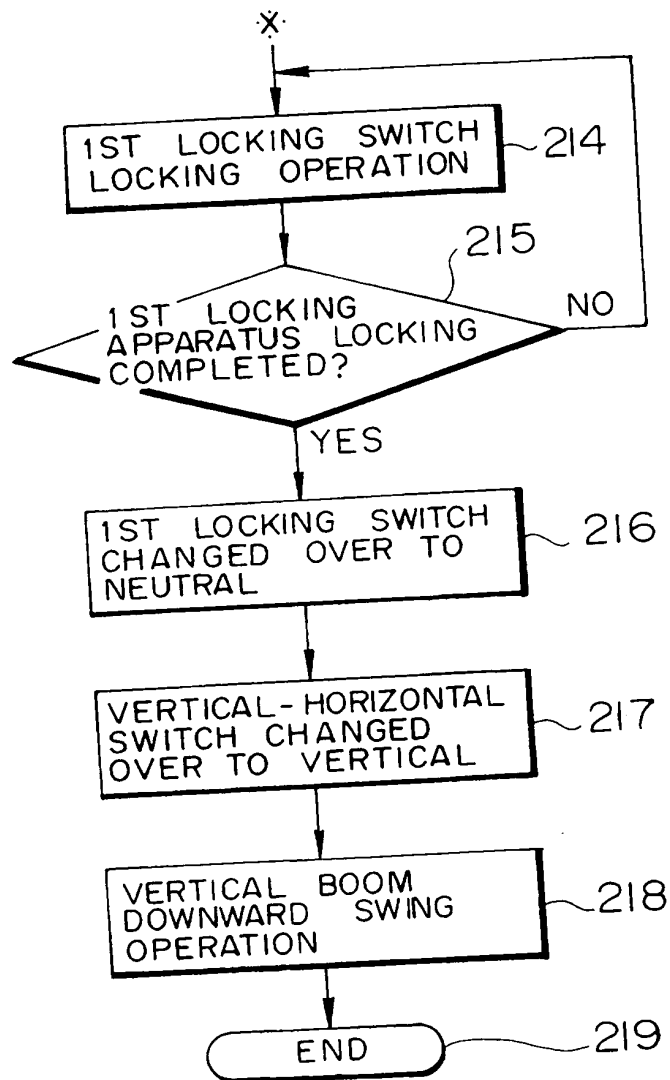 X
1ST LOCKING SWITCH
LOCKING OPERATION
214
215
1ST LOCKING
APPARATUS LOCKING
COMPLETED?
NO
YES
1ST LOCKING SWITCH
CHANGED OVER TO
NEUTRAL
216
VERTICAL-HORIZONTAL
SWITCH CHANGED
OVER TO VERTICAL
217
VERTICAL BOOM
DOWNWARD SWING
OPERATION
218
END
219